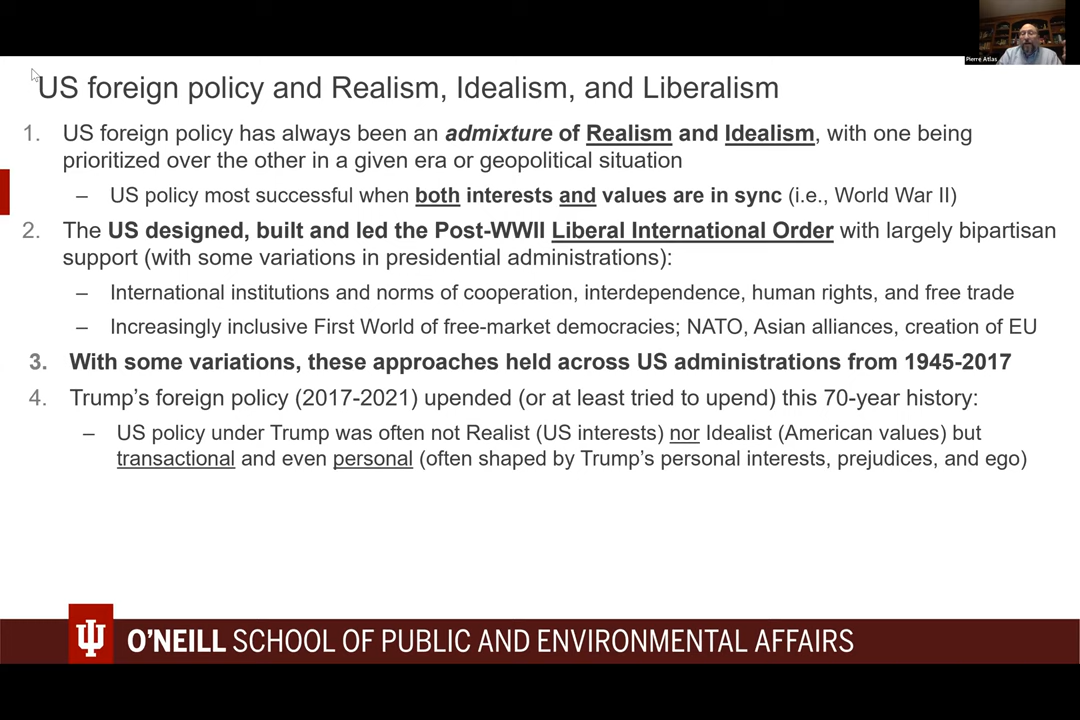 Pierre Atlas
US foreign policy and Realism, Idealism, and Liberalism
1. US foreign policy has always been an admixture of Realism and Idealism, with one being
prioritized over the other in a given era or geopolitical situation
– US policy most successful when both interests and values are in sync (i.e., World War II)
2. The US designed, built and led the Post-WWII Liberal International Order with largely bipartisan
support (with some variations in presidential administrations):
– International institutions and norms of cooperation, interdependence, human rights, and free trade
– Increasingly inclusive First World of free-market democracies; NATO, Asian alliances, creation of EU
3. With some variations, these approaches held across US administrations from 1945-2017
4. Trump’s foreign policy (2017-2021) upended (or at least tried to upend) this 70-year history:
– US policy under Trump was often not Realist (US interests) nor Idealist (American values) but
transactional and even personal (often shaped by Trump’s personal interests, prejudices, and ego)
O’NEILL SCHOOL OF PUBLIC AND ENVIRONMENTAL AFFAIRS